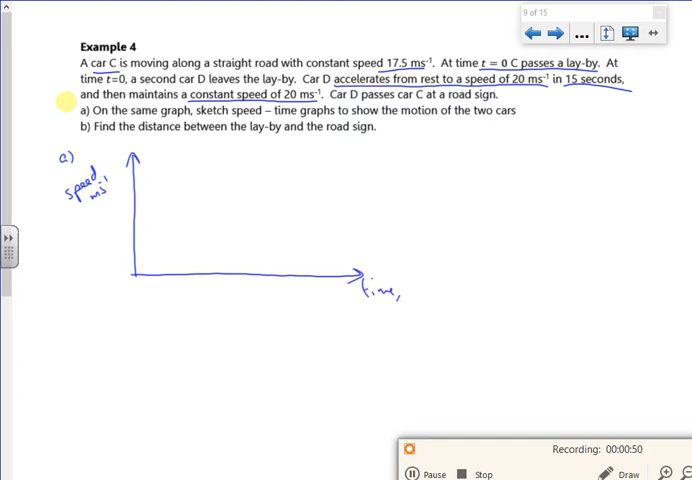 9 of 15
Example 4
A car C is moving along a straight road with constant speed 17.5 ms⁻¹. At time t = 0 C passes a lay-by. At
time t=0, a second car D leaves the lay-by. Car D accelerates from rest to a speed of 20 ms⁻¹ in 15 seconds,
and then maintains a constant speed of 20 ms⁻¹. Car D passes car C at a road sign.
a) On the same graph, sketch speed – time graphs to show the motion of the two cars
b) Find the distance between the lay-by and the road sign.
a)
speed
ms⁻¹
time,
Recording: 00:00:50
Pause Stop Draw